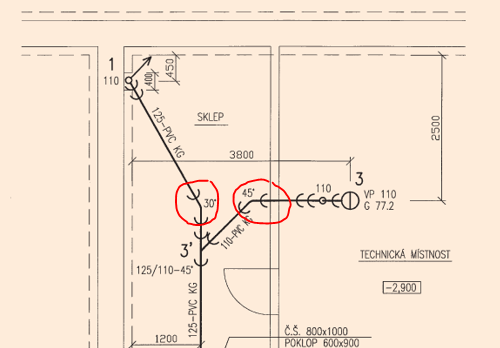 1
110
400
450
SKLEP
125-PVC KG
2500
3800
30°
45°
110
3
VP 110
G 77.2
110-PVC KG
3'
125/110-45°
TECHNICKÁ MÍSTNOST
-2,900
125-PVC KG
1200
Č.Š. 800x1000
POKLOP 600x900